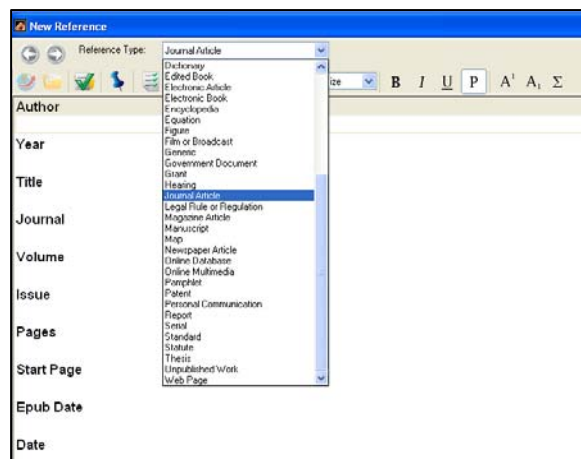 New Reference
Reference Type: Journal Article
ize B I U P A¹ A₁ Σ
Dictionary
Edited Book
Electronic Article
Electronic Book
Encyclopedia
Equation
Figure
Film or Broadcast
Generic
Government Document
Grant
Hearing
Journal Article
Legal Rule or Regulation
Magazine Article
Manuscript
Map
Newspaper Article
Online Database
Online Multimedia
Pamphlet
Patent
Personal Communication
Report
Serial
Standard
Statute
Thesis
Unpublished Work
Web Page
Author
Year
Title
Journal
Volume
Issue
Pages
Start Page
Epub Date
Date